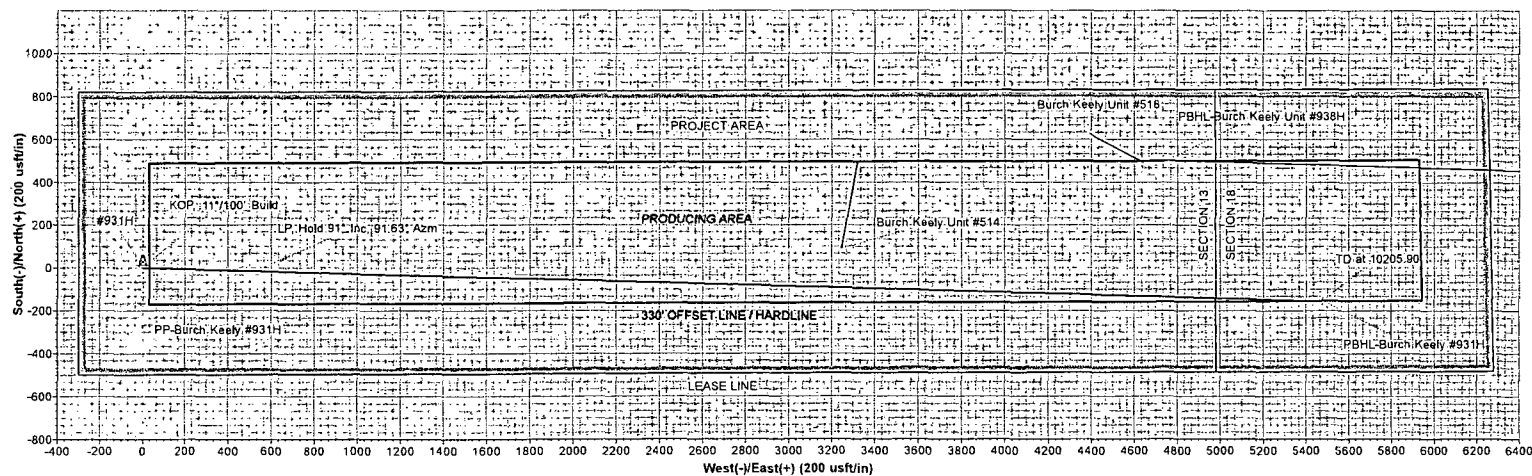 1000
800
600
400
200
0
-200
-400
-600
-800
South(-)/North(+) (200 usft/in)
Burch Keely Unit #516
PROJECT AREA
PBHL-Burch Keely Unit #938H
KOP, 11°/100' Build
#931H
PRODUCING AREA
Burch Keely Unit #514
LP, Hold 91° Inc, 91.63° Azm
SECTION 13
SECTION 18
A
TD at 10205.90
330' OFFSET LINE / HARDLINE
PP-Burch Keely #931H
PBHL-Burch Keely #931H
LEASE LINE
-400 -200 0 200 400 600 800 1000 1200 1400 1600 1800 2000 2200 2400 2600 2800 3000 3200 3400 3600 3800 4000 4200 4400 4600 4800 5000 5200 5400 5600 5800 6000 6200 6400
West(-)/East(+) (200 usft/in)